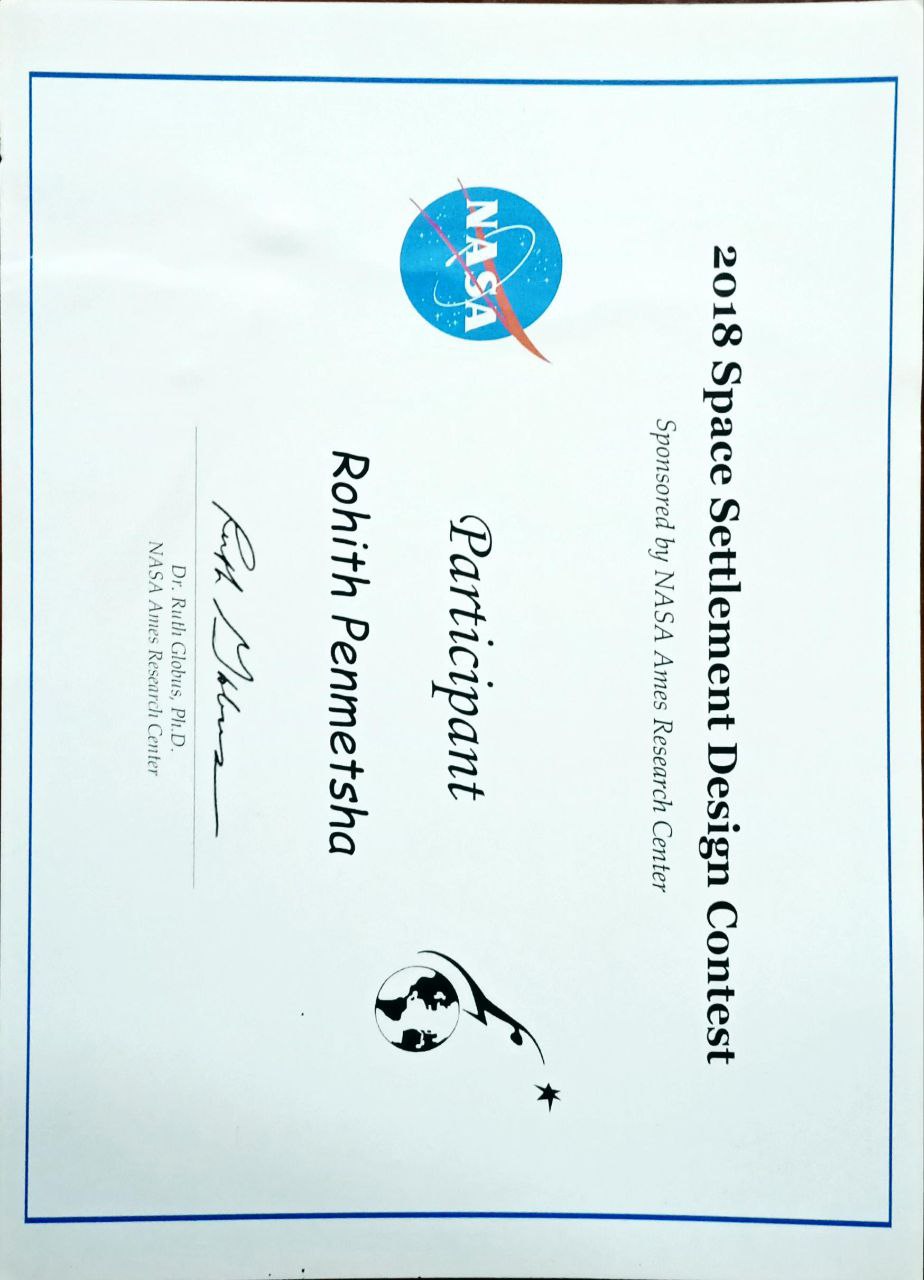 2018 Space Settlement Design Contest
Sponsored by NASA Ames Research Center
NASA
Participant
Rohith Penmetsha
Ruth Globus
Dr. Ruth Globus, Ph.D.
NASA Ames Research Center